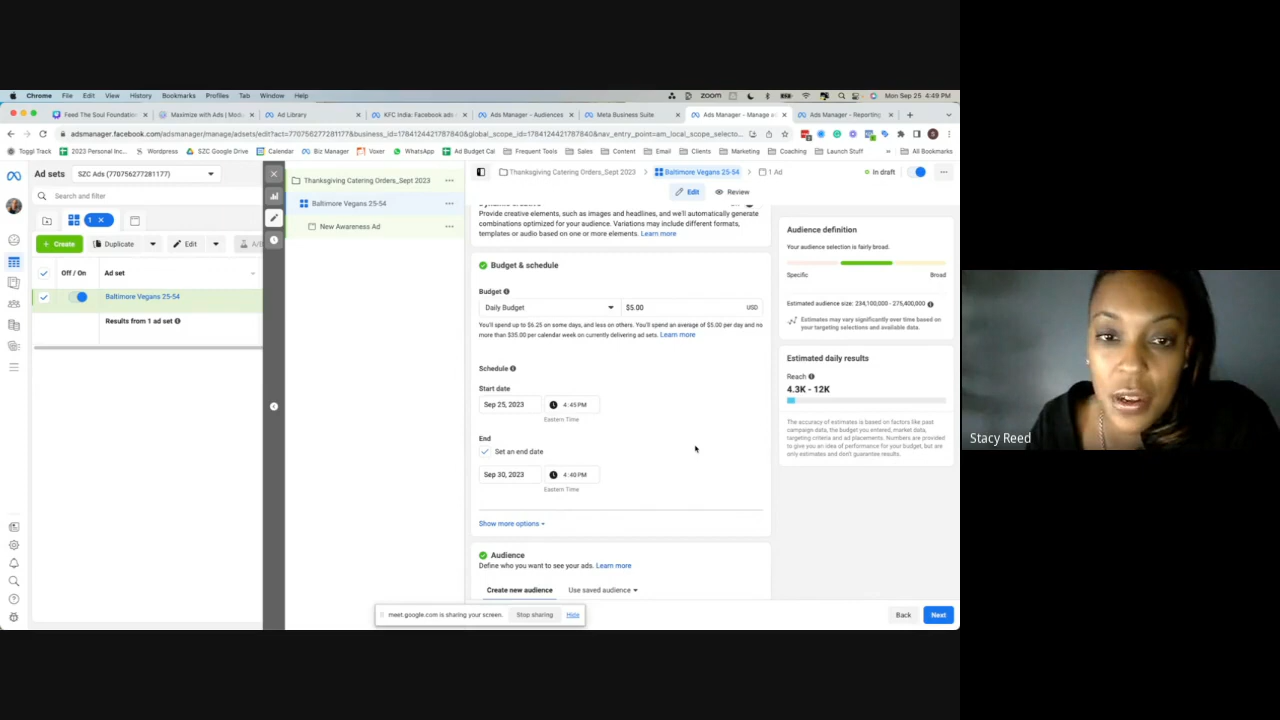 Chrome File Edit View History Bookmarks Profiles Tab Window Help
zoom
Mon Sep 25 4:49 PM
Feed The Soul Foundation
Maximize with Ads | Mod
Ad Library
KFC India: Facebook ads
Ads Manager - Audiences
Meta Business Suite
Ads Manager - Manage a
Ads Manager - Reporting
adsmanager.facebook.com/adsmanager/manage/adsets/edit?act=770756277281177&business_id=1784124421787840&global_scope_id=1784124421787840&nav_entry_point=am_local_scope_selecto...
Toggl Track
2023 Personal Inc...
Wordpress
SZC Google Drive
Calendar
Biz Manager
WhatsApp
Ad Budget Cal
Frequent Tools
Sales
Content
Email
Clients
Marketing
Coaching
Launch Stuff
All Bookmarks
Ad sets
SZC Ads (770756277281177)
Search and filter
1
Create
Duplicate
Edit
A/B
Off / On
Ad set
Baltimore Vegans 25-54
Results from 1 ad set
Thanksgiving Catering Orders_Sept 2023
Baltimore Vegans 25-54
New Awareness Ad
Thanksgiving Catering Orders_Sept 2023
Baltimore Vegans 25-54
1 Ad
In draft
Edit
Review
Provide creative elements, such as images and headlines, and we'll automatically generate
combinations optimized for your audience. Variations may include different formats,
templates or audio based on one or more elements. Learn more
Budget & schedule
Budget
Daily Budget
$5.00
USD
You'll spend up to $6.25 on some days, and less on others. You'll spend an average of $5.00 per day and no
more than $35.00 per calendar week on currently delivering ad sets. Learn more
Schedule
Start date
Sep 25, 2023
4:45 PM
Eastern Time
End
Set an end date
Sep 30, 2023
4:40 PM
Eastern Time
Show more options
Audience
Define who you want to see your ads. Learn more
Create new audience
Use saved audience
Audience definition
Your audience selection is fairly broad.
Specific
Broad
Estimated audience size: 234,100,000 - 275,400,000
Estimates may vary significantly over time based on
your targeting selections and available data.
Estimated daily results
Reach
4.3K - 12K
The accuracy of estimates is based on factors like past
campaign data, the budget you entered, market data,
targeting criteria and ad placements. Numbers are provided
to give you an idea of performance for your budget, but are
only estimates and don't guarantee results.
meet.google.com is sharing your screen.
Stop sharing
Hide
Back
Next
Stacy Reed